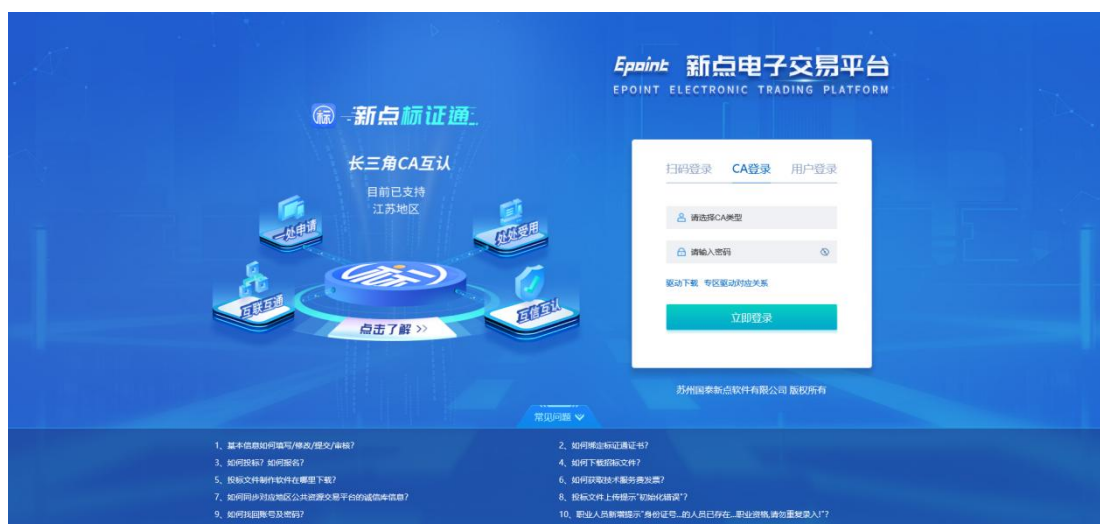 Epoint 新点电子交易平台
EPOINT ELECTRONIC TRADING PLATFORM
标 新点标证通
长三角CA互认
目前已支持
江苏地区
一处申请
处处受用
互联互通
互信互认
标
点击了解 >>
扫码登录 CA登录 用户登录
请选择CA类型
请输入密码
驱动下载 专区驱动对应关系
立即登录
苏州国泰新点软件有限公司 版权所有
常见问题
1、基本信息如何填写/修改/提交/审核?
2、如何绑定标证通证书?
3、如何投标? 如何报名?
4、如何下载招标文件?
5、投标文件制作软件在哪里下载?
6、如何获取技术服务费发票?
7、如何同步对应地区公共资源交易平台的诚信库信息?
8、投标文件上传提示"初始化错误"?
9、如何找回账号及密码?
10、职业人员新增提示"身份证号...的人员已存在...职业资格,请勿重复录入!"?